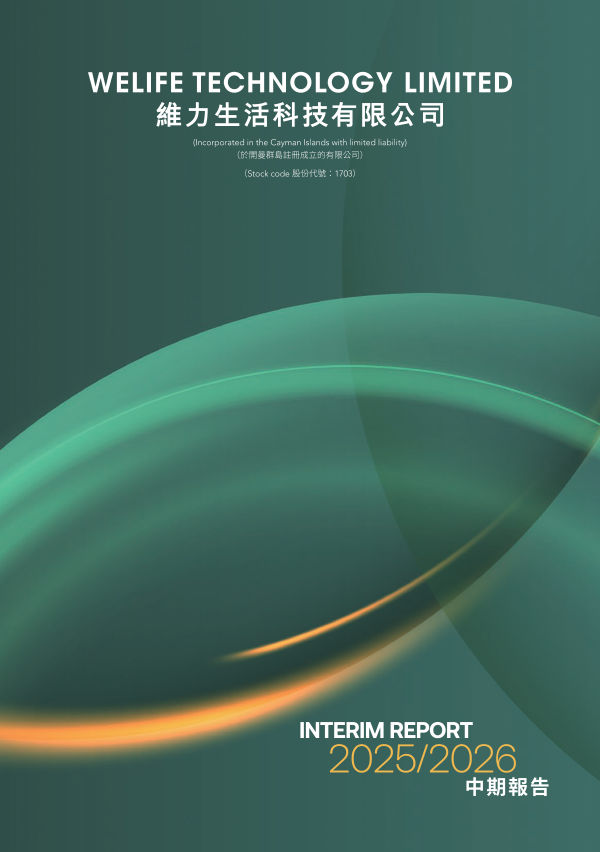 WELIFE TECHNOLOGY LIMITED
維力生活科技有限公司
(Incorporated in the Cayman Islands with limited liability)
（於開曼群島註冊成立的有限公司）
（Stock code 股份代號：1703）
INTERIM REPORT
2025/2026
中期報告